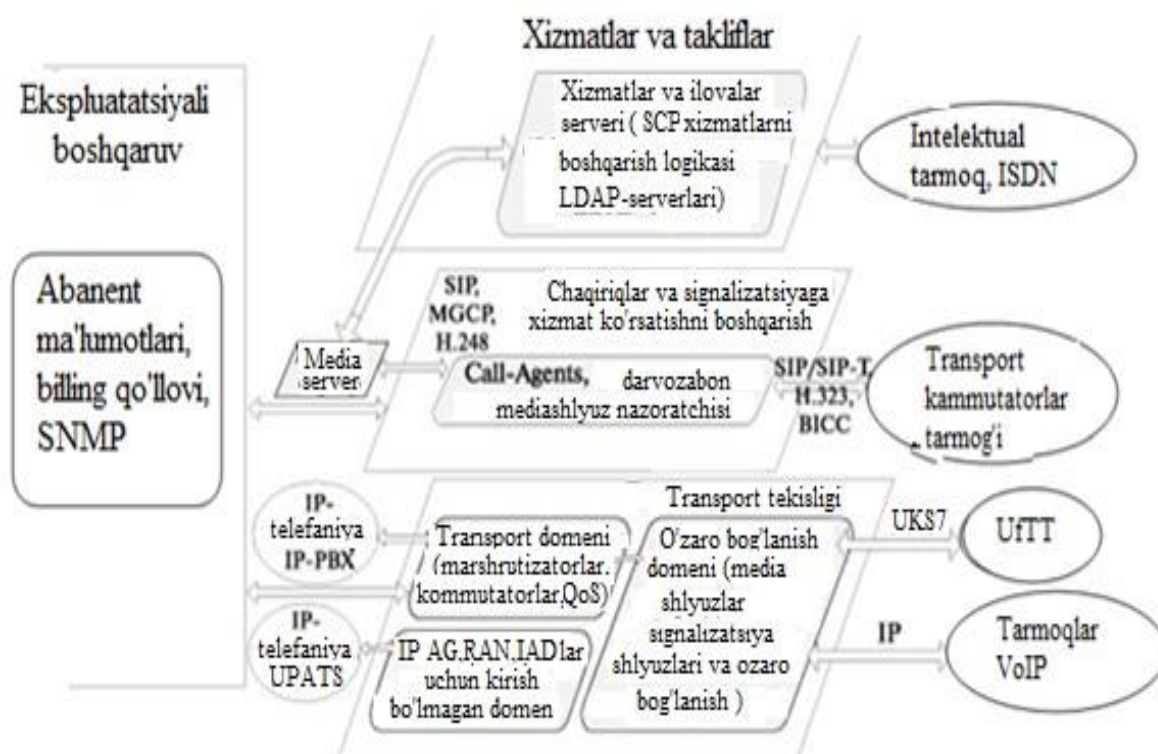 Xizmatlar va takliflar
Ekspluatatsiyali
boshqaruv
Xizmatlar va ilovalar
serveri ( SCP xizmatlarni
boshqarish logikasi
LDAP-serverlari)
Intelektual
tarmoq, ISDN
Abanent
ma'lumotlari,
billing qo'llovi,
SNMP
Media
server
SIP,
MGCP,
H.248
Chaqiriqlar va signalizatsiyaga
xizmat ko'rsatishni boshqarish
Call-Agents, darvozabon
mediashlyuz nazoratchisi
SIP/SIP-T,
H.323,
BICC
Transport
kammutatorlar
tarmog'i
Transport tekisligi
IP-
telefaniya
IP-PBX
Transport domeni
(marshrutizatorlar,
kommutatorlar,QoS)
O'zaro bog'lanish
domeni (media
shlyuzlar
signalizatsiya
shlyuzlari va ozaro
bog'lanish )
UKS7
UfTT
IP-
telefaniya
UPATS
IP AG,RAN,IADlar
uchun kirish
bo'lmagan domen
IP
Tarmoqlar
VoIP